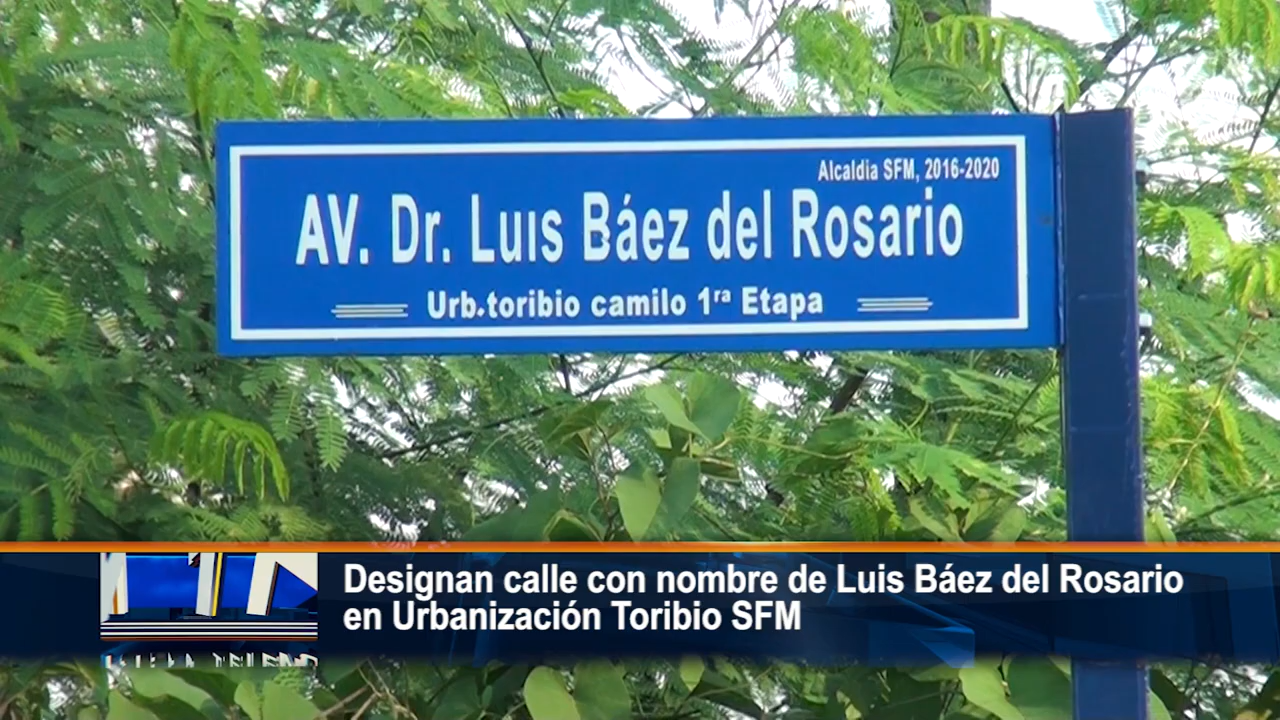 Alcaldia SFM, 2016-2020
AV. Dr. Luis Báez del Rosario
Urb.toribio camilo 1ra Etapa
Designan calle con nombre de Luis Báez del Rosario
en Urbanización Toribio SFM